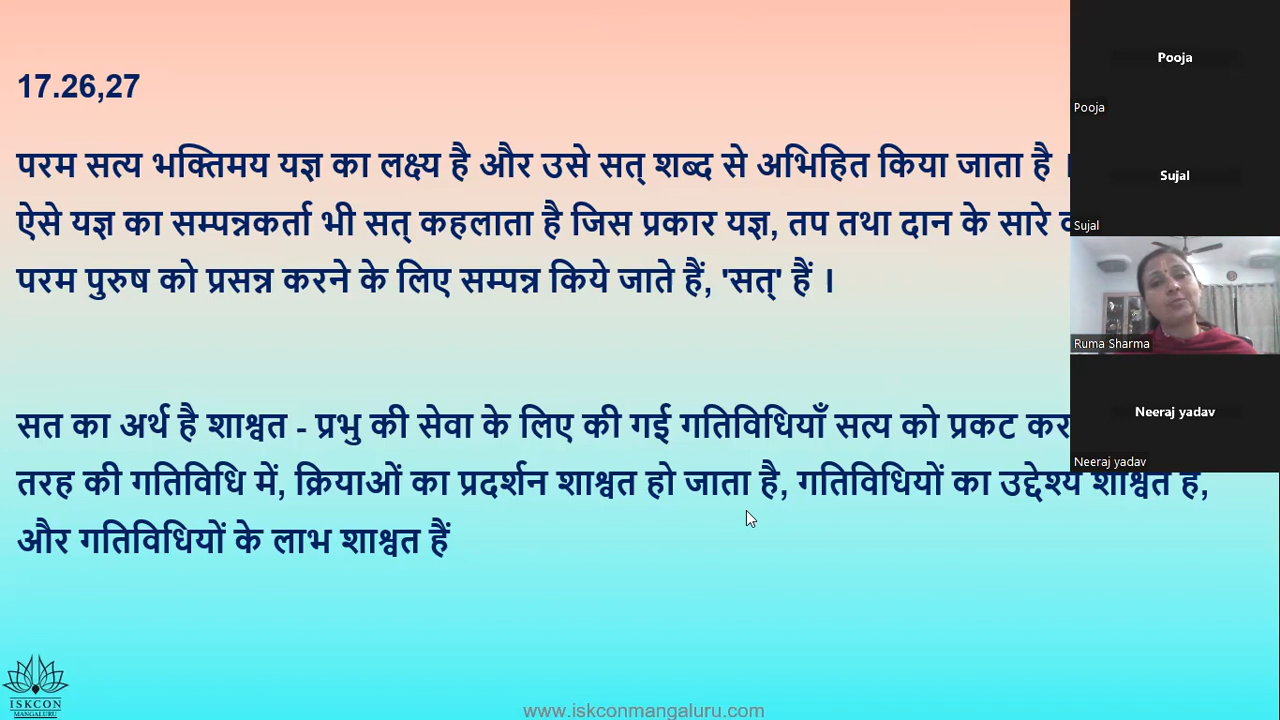 17.26,27
परम सत्य भक्तिमय यज्ञ का लक्ष्य है और उसे सत् शब्द से अभिहित किया जाता है ।
ऐसे यज्ञ का सम्पन्नकर्ता भी सत् कहलाता है जिस प्रकार यज्ञ, तप तथा दान के सारे
परम पुरुष को प्रसन्न करने के लिए सम्पन्न किये जाते हैं, 'सत्' हैं ।
सत का अर्थ है शाश्वत - प्रभु की सेवा के लिए की गई गतिविधियाँ सत्य को प्रकट
तरह की गतिविधि में, क्रियाओं का प्रदर्शन शाश्वत हो जाता है, गतिविधियों का उद्देश्य शाश्वत है,
और गतिविधियों के लाभ शाश्वत हैं
ISKCON
MANGALURU
www.iskconmangaluru.com
Pooja
Pooja
Sujal
Sujal
Ruma Sharma
Neeraj yadav
Neeraj yadav